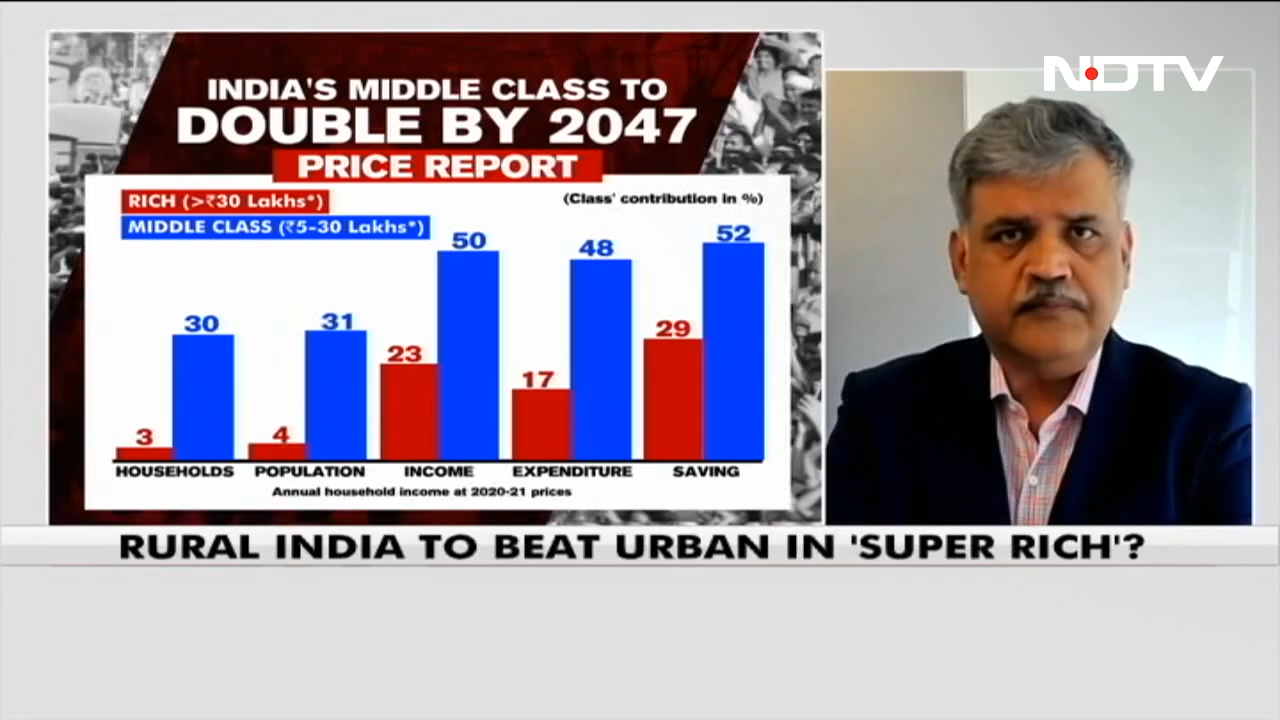 NDTV
INDIA'S MIDDLE CLASS TO
DOUBLE BY 2047
PRICE REPORT
RICH (>₹30 Lakhs*)
(Class' contribution in %)
MIDDLE CLASS (₹5-30 Lakhs*)
3
30
4
31
23
50
17
48
29
52
HOUSEHOLDS
POPULATION
INCOME
EXPENDITURE
SAVING
Annual household income at 2020-21 prices
RURAL INDIA TO BEAT URBAN IN 'SUPER RICH'?